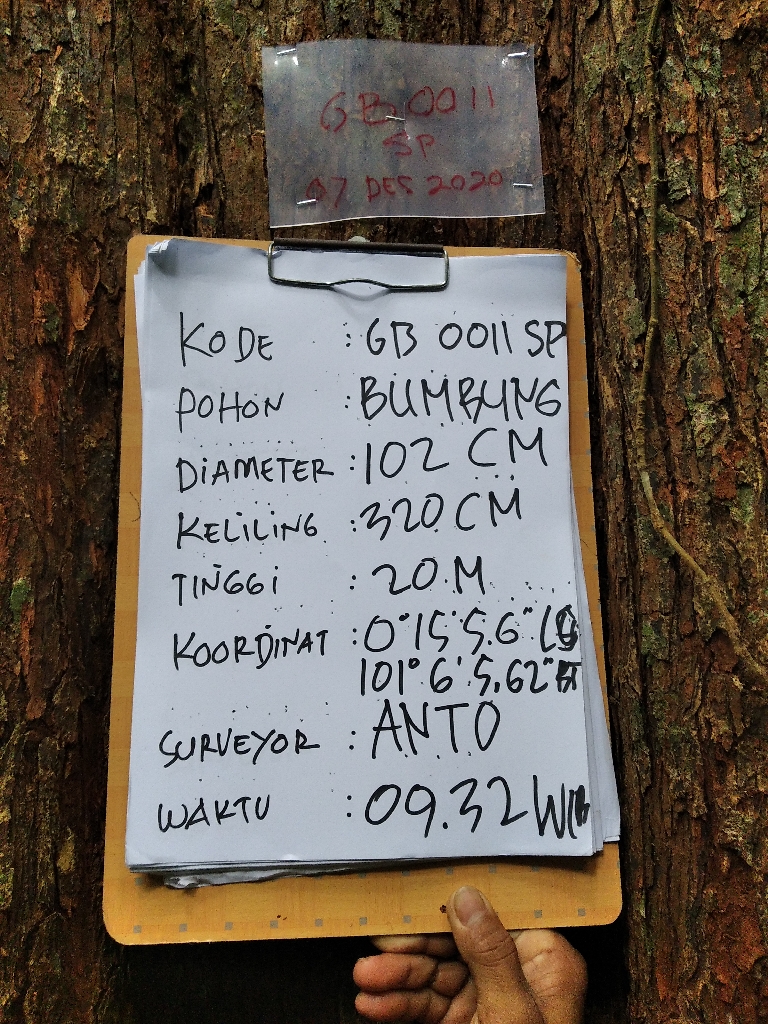 GB 0011
SP
07 DES 2020
KODE : GB 0011 SP
POHON : BUMBUNG
DIAMETER : 102 CM
KELILING : 320 CM
TINGGI : 20 M
KOORDINAT : 0°15'5.6" 
101°6'5.62" BT
SURVEYOR : ANTO
WAKTU : 09.32 WIB